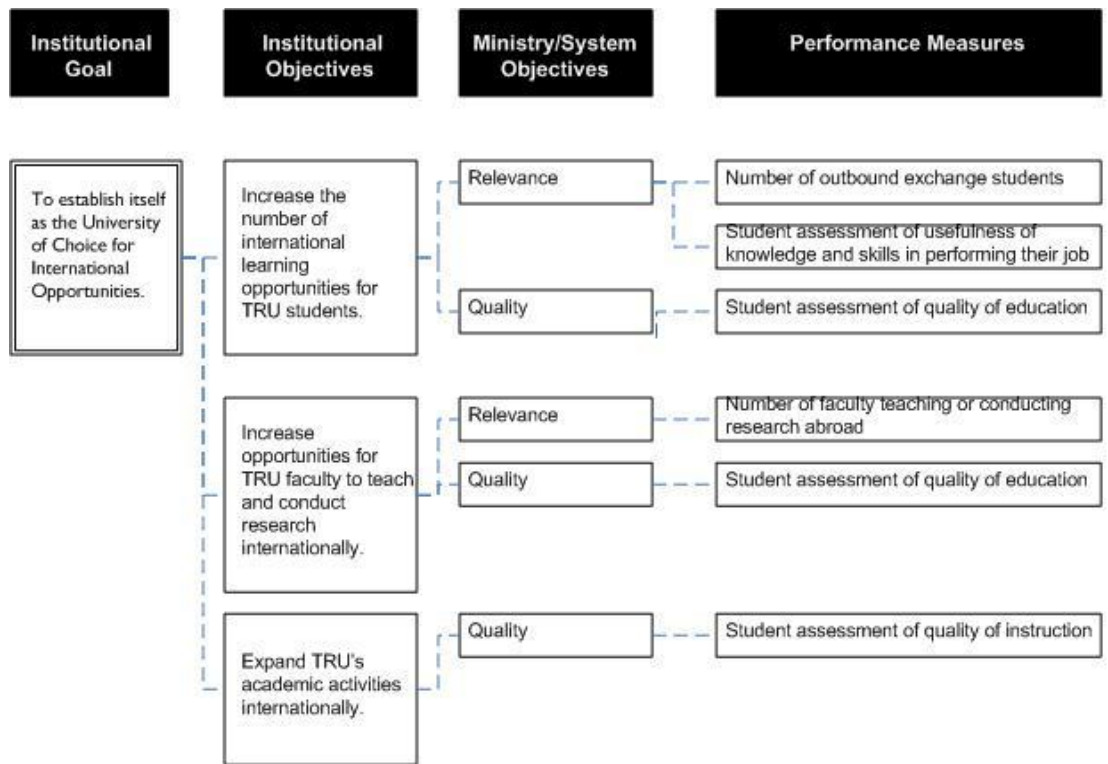 Institutional
Goal
Institutional
Objectives
Ministry/System
Objectives
Performance Measures
To establish itself
as the University
of Choice for
International
Opportunities.
Increase the
number of
international
learning
opportunities for
TRU students.
Relevance
Number of outbound exchange students
Student assessment of usefulness of
knowledge and skills in performing their job
Quality
Student assessment of quality of education
Increase
opportunities for
TRU faculty to teach
and conduct
research
internationally.
Relevance
Number of faculty teaching or conducting
research abroad
Quality
Student assessment of quality of education
Expand TRU's
academic activities
internationally.
Quality
Student assessment of quality of instruction